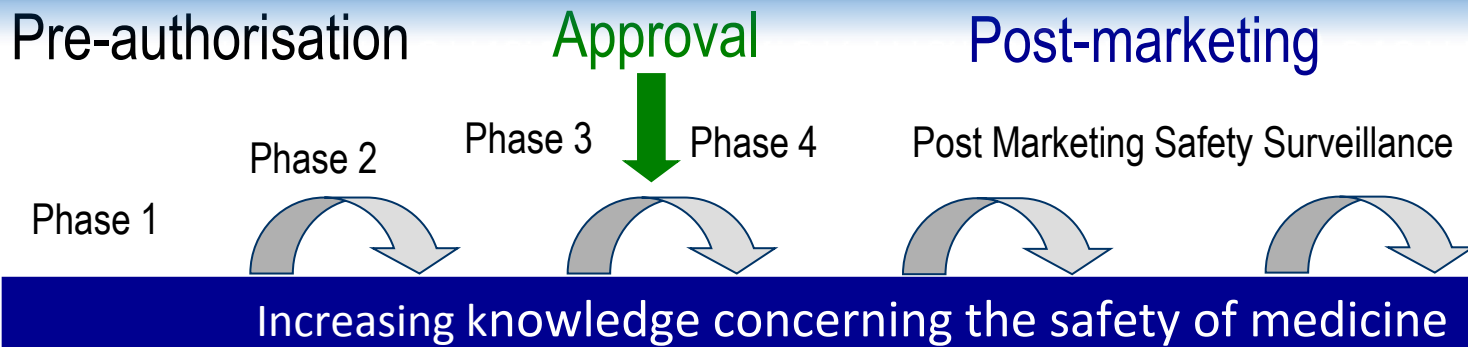 Pre-authorisation
Approval
Post-marketing
Phase 1
Phase 2
Phase 3
Phase 4
Post Marketing Safety Surveillance
Increasing knowledge concerning the safety of medicine